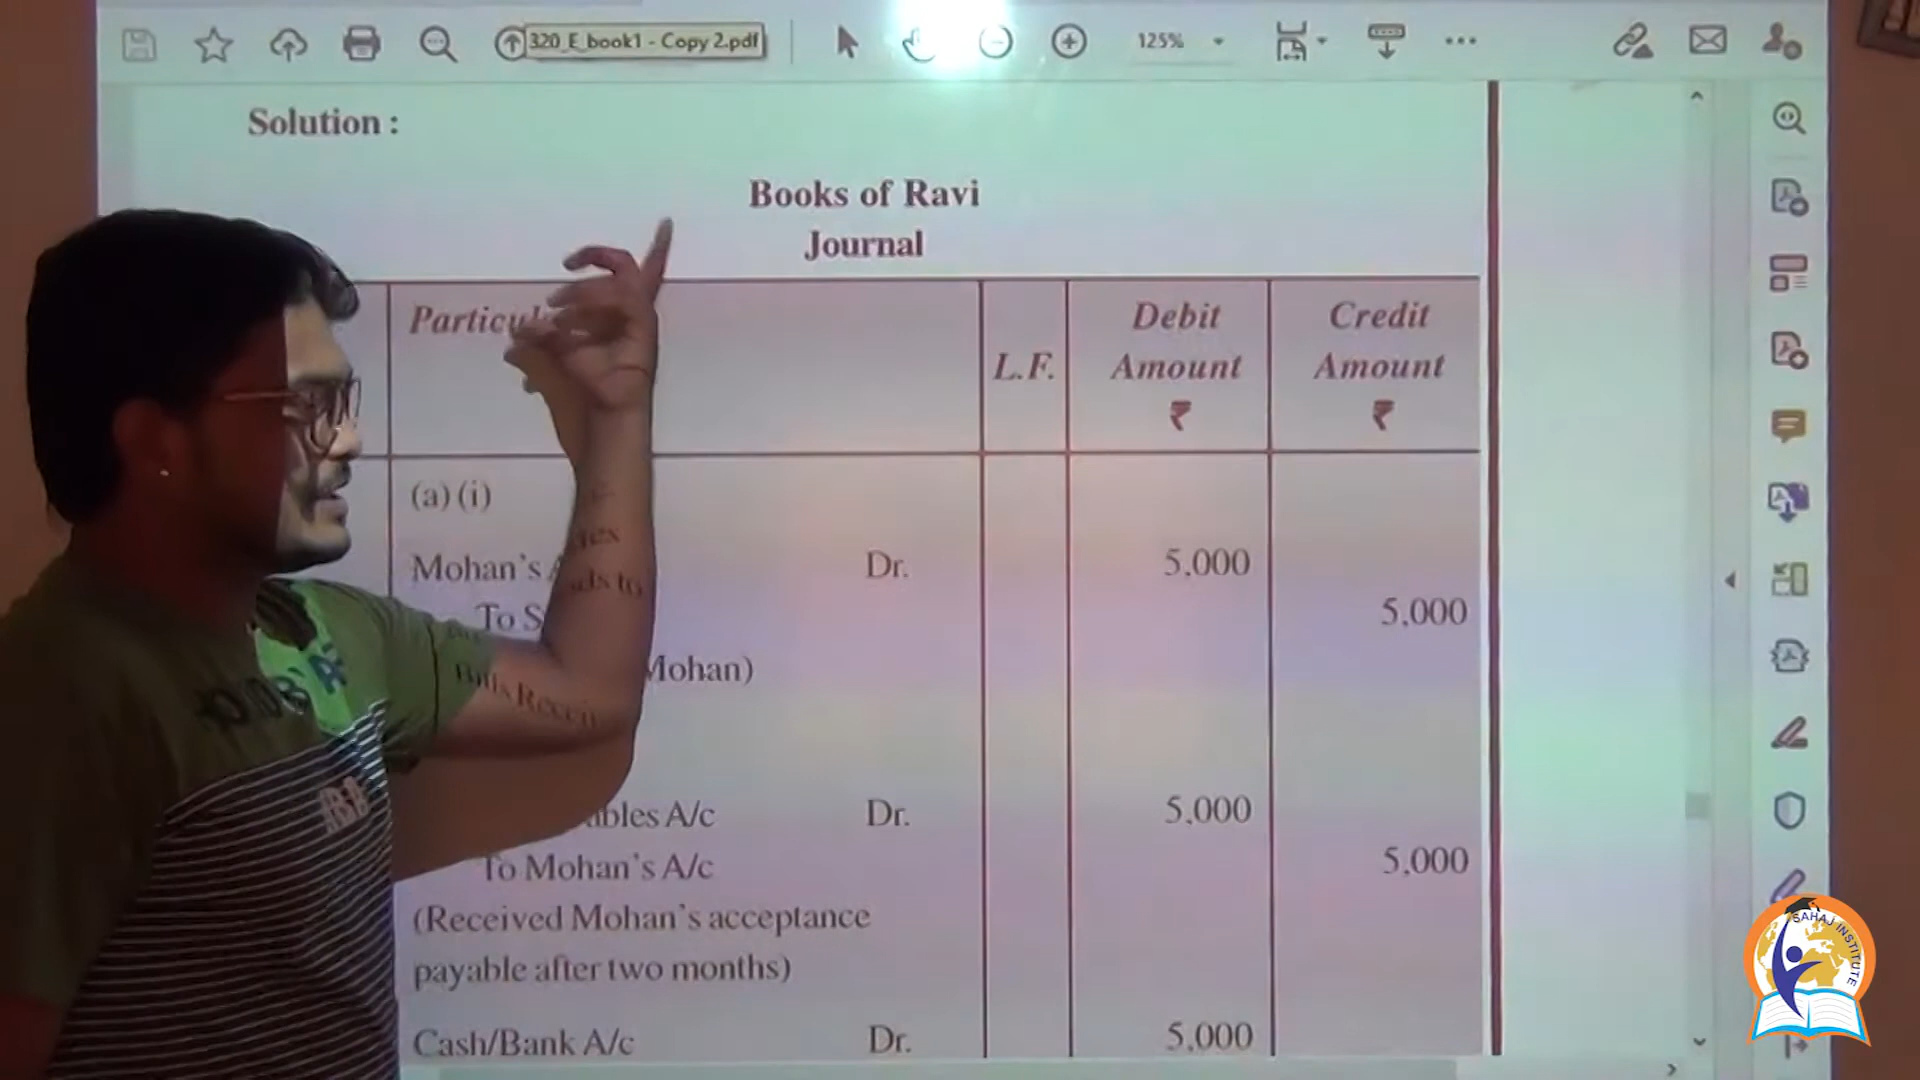 320_E_book1 - Copy 2.pdf
125%
Solution :
Books of Ravi
Journal
L.F.
Debit
Amount
₹
Credit
Amount
₹
(a) (i)
Mohan's Dr. 5,000
To 5,000
Mohan)
A/c Dr. 5,000
To Mohan's A/c 5,000
(Received Mohan's acceptance
payable after two months)
Cash/Bank A/c Dr. 5,000
SAHAJ INSTITUTE